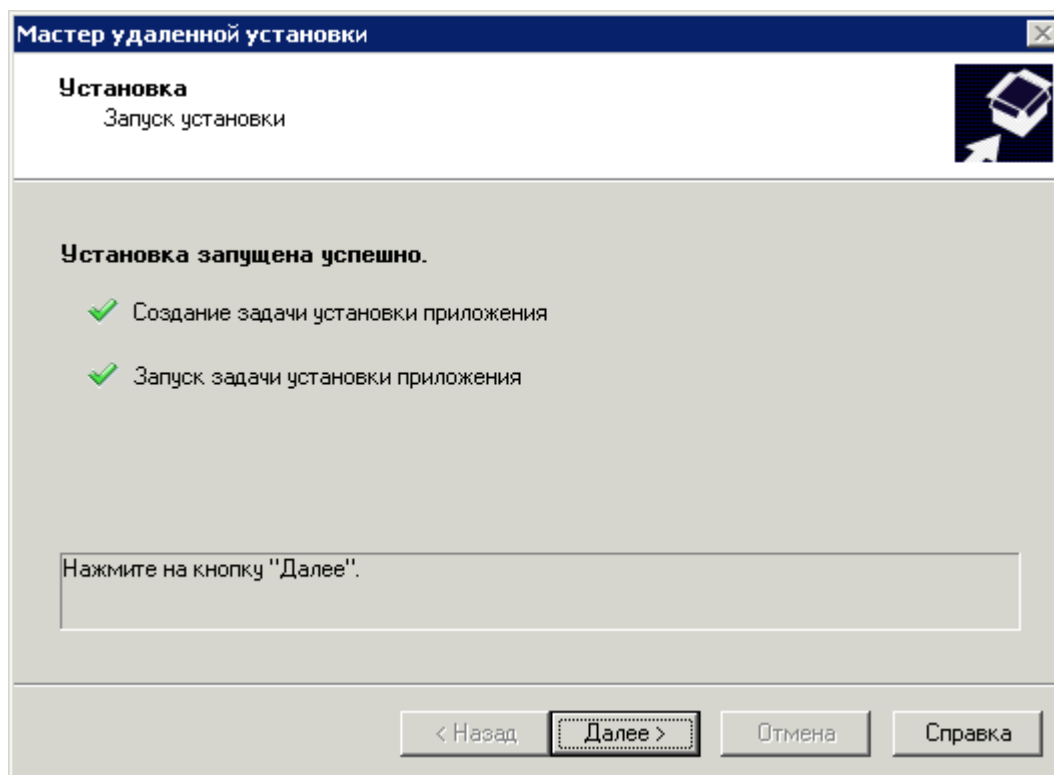 Мастер удаленной установки
Установка
Запуск установки
Установка запущена успешно.
Создание задачи установки приложения
Запуск задачи установки приложения
Нажмите на кнопку "Далее".
< Назад Далее > Отмена Справка